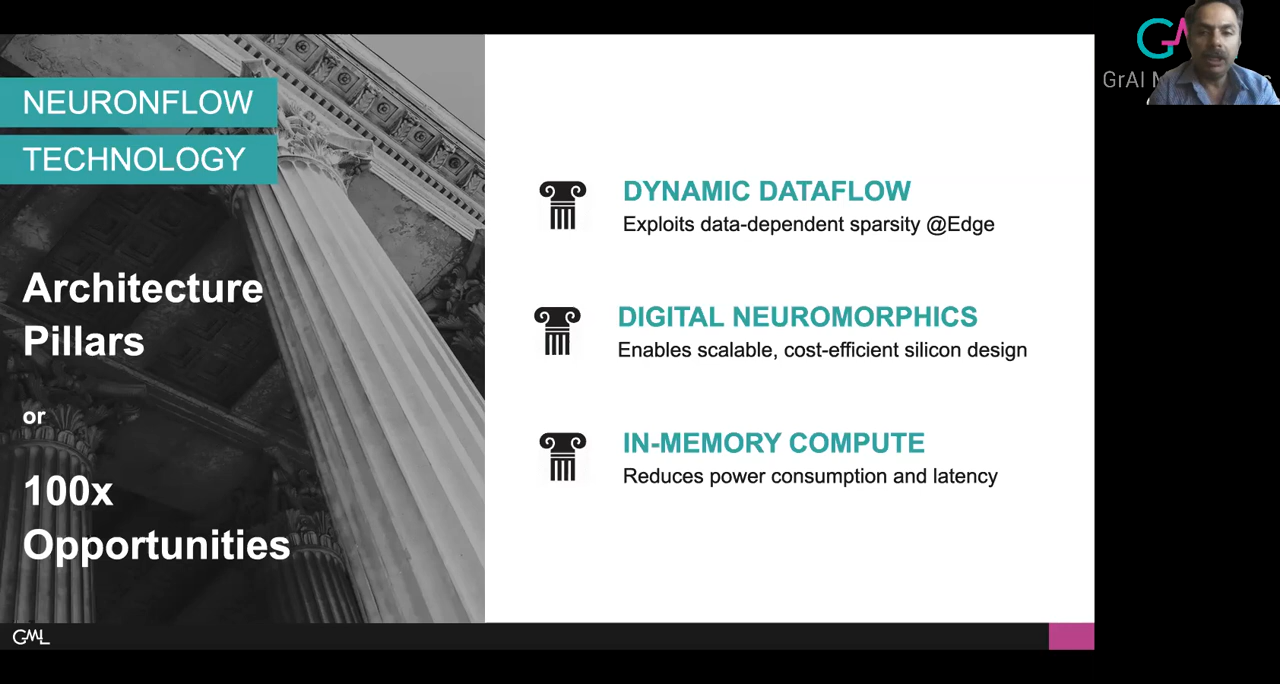 NEURONFLOW
TECHNOLOGY
Architecture
Pillars
or
100x
Opportunities
DYNAMIC DATAFLOW
Exploits data-dependent sparsity @Edge
DIGITAL NEUROMORPHICS
Enables scalable, cost-efficient silicon design
IN-MEMORY COMPUTE
Reduces power consumption and latency
GML
GrAI